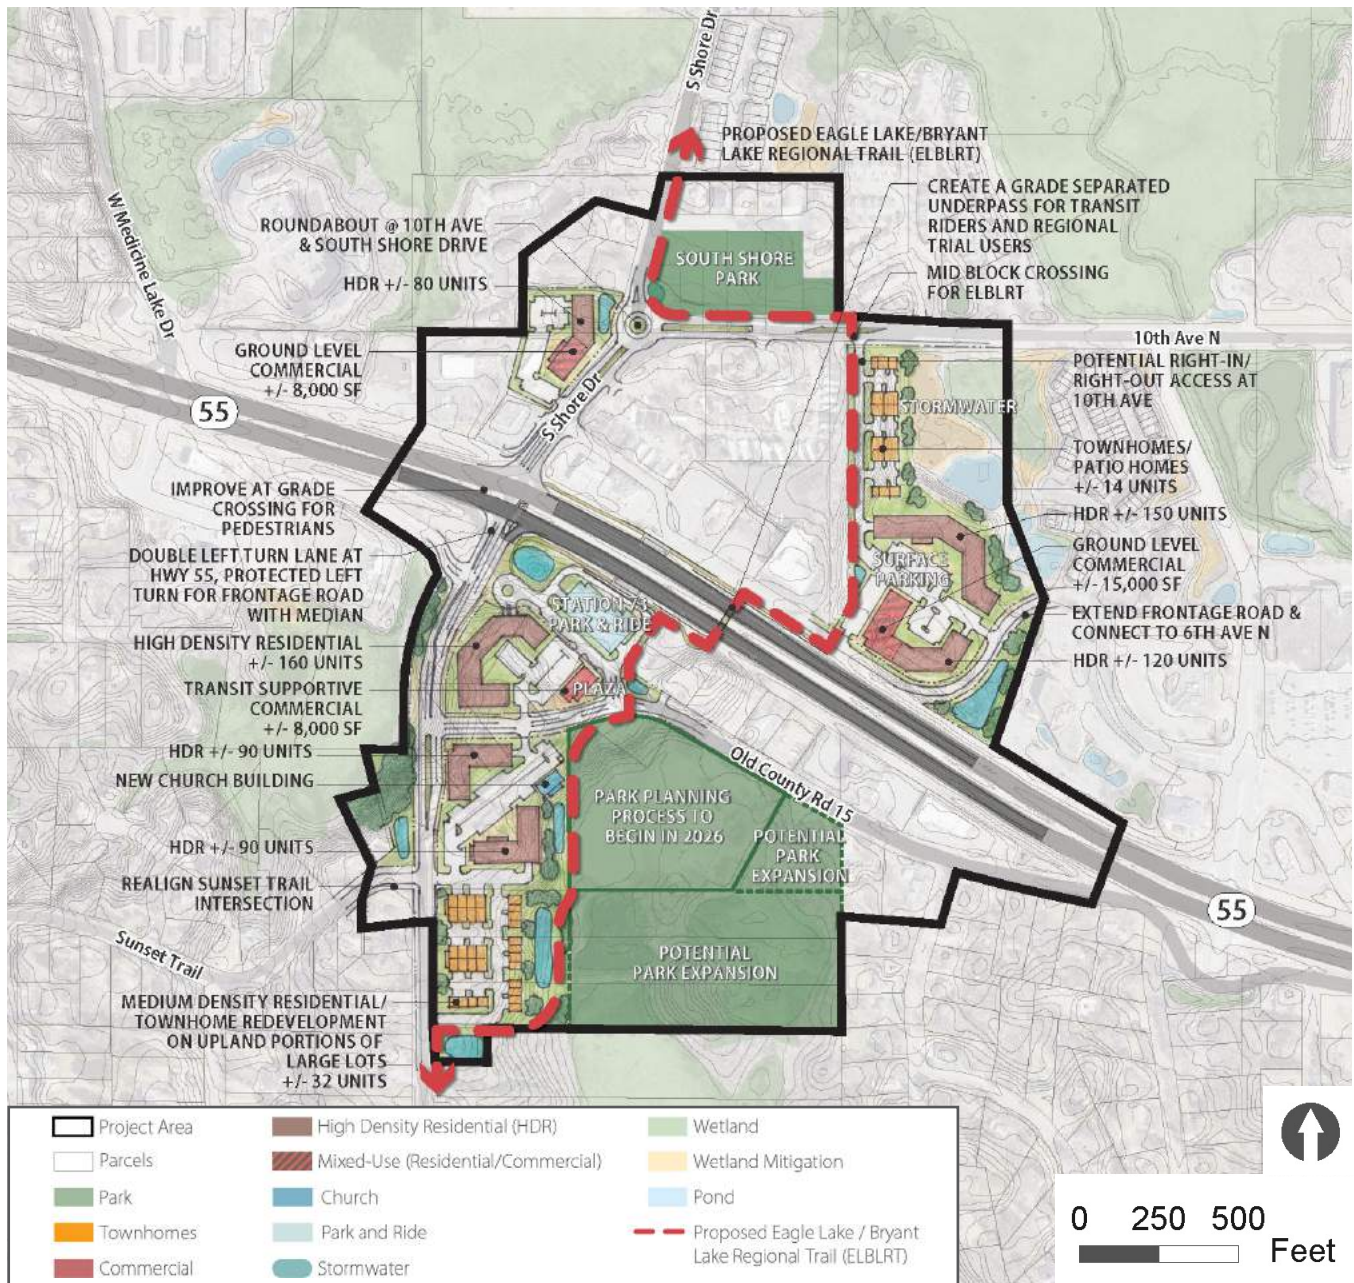 S Shore Dr
PROPOSED EAGLE LAKE/BRYANT
LAKE REGIONAL TRAIL (ELBLRT)
CREATE A GRADE SEPARATED
UNDERPASS FOR TRANSIT
RIDERS AND REGIONAL
TRIAL USERS
MID BLOCK CROSSING
FOR ELBLRT
W Medicine Lake Dr
ROUNDABOUT @ 10TH AVE
& SOUTH SHORE DRIVE
HDR +/- 80 UNITS
SOUTH SHORE
PARK
GROUND LEVEL
COMMERCIAL
+/- 8,000 SF
10th Ave N
POTENTIAL RIGHT-IN/
RIGHT-OUT ACCESS AT
10TH AVE
55
S Shore Dr
STORMWATER
TOWNHOMES/
PATIO HOMES
+/- 14 UNITS
IMPROVE AT GRADE
CROSSING FOR
PEDESTRIANS
HDR +/- 150 UNITS
DOUBLE LEFT TURN LANE AT
HWY 55, PROTECTED LEFT
TURN FOR FRONTAGE ROAD
WITH MEDIAN
SURFACE
PARKING
GROUND LEVEL
COMMERCIAL
+/- 15,000 SF
STATION 73
PARK & RIDE
EXTEND FRONTAGE ROAD &
CONNECT TO 6TH AVE N
HIGH DENSITY RESIDENTIAL
+/- 160 UNITS
HDR +/- 120 UNITS
TRANSIT SUPPORTIVE
COMMERCIAL
+/- 8,000 SF
PLAZA
HDR +/- 90 UNITS
NEW CHURCH BUILDING
Old County Rd 15
PARK PLANNING
PROCESS TO
BEGIN IN 2026
POTENTIAL
PARK
EXPANSION
HDR +/- 90 UNITS
REALIGN SUNSET TRAIL
INTERSECTION
55
Sunset Trail
POTENTIAL
PARK EXPANSION
MEDIUM DENSITY RESIDENTIAL/
TOWNHOME REDEVELOPMENT
ON UPLAND PORTIONS OF
LARGE LOTS
+/- 32 UNITS
Project Area
Parcels
Park
Townhomes
Commercial
High Density Residential (HDR)
Mixed-Use (Residential/Commercial)
Church
Park and Ride
Stormwater
Wetland
Wetland Mitigation
Pond
Proposed Eagle Lake / Bryant
Lake Regional Trail (ELBLRT)
0 250 500
Feet